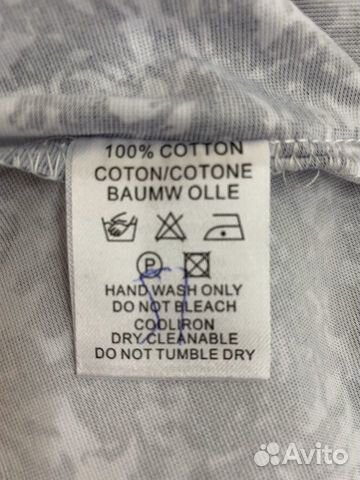 100% COTTON
COTON/COTONE
BAUMW OLLE
P
HAND WASH ONLY
DO NOT BLEACH
COOLIRON
DRY CLEANABLE
DO NOT TUMBLE DRY
Avito